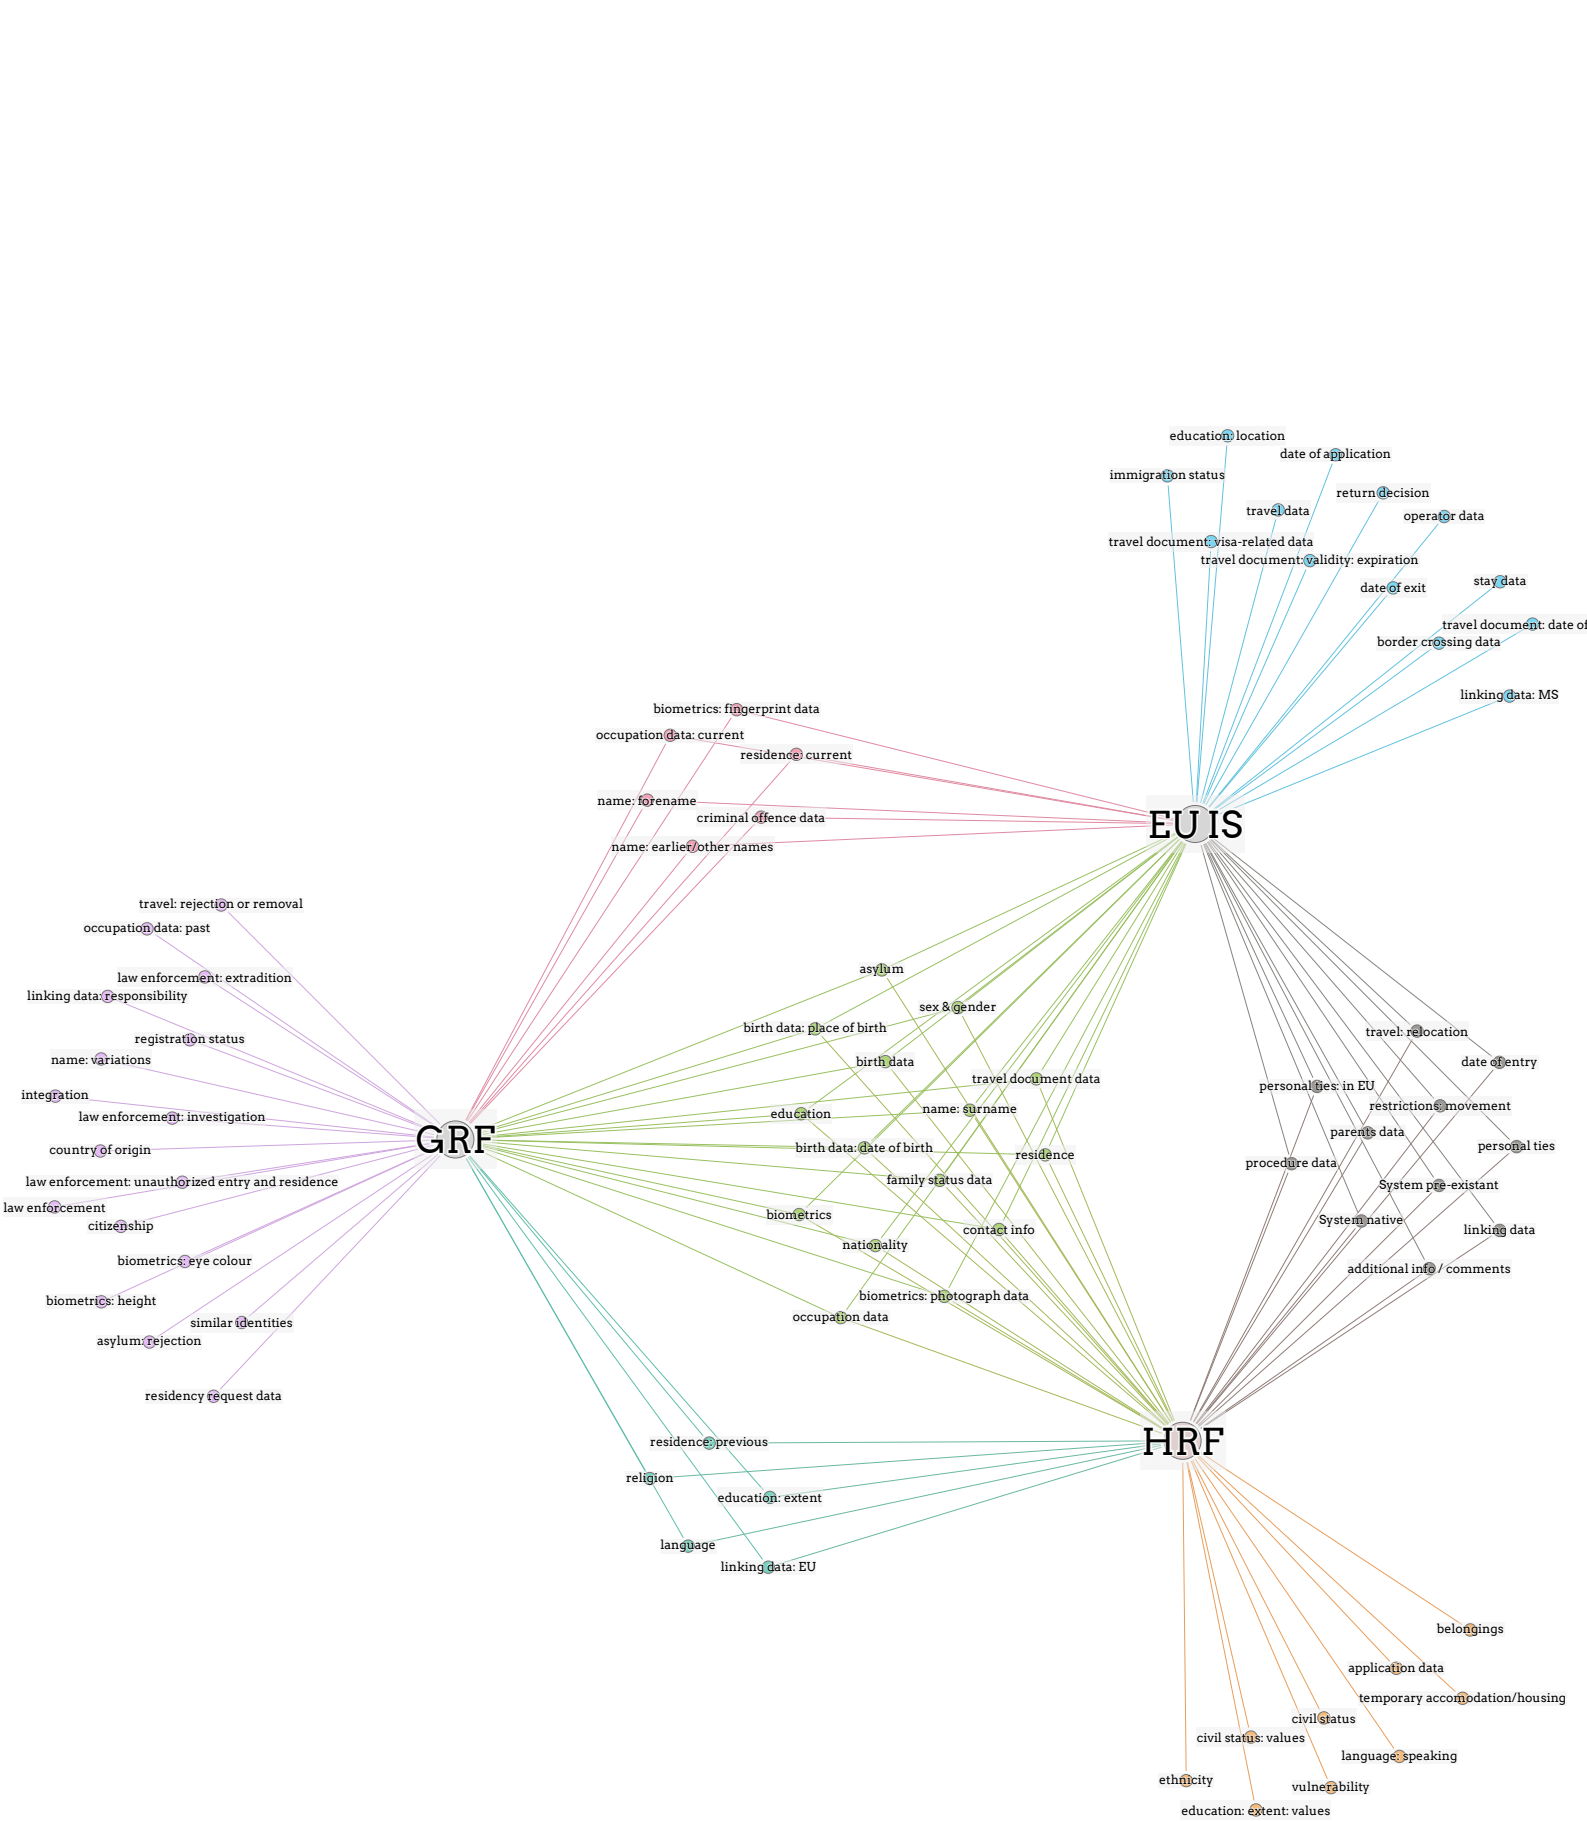 education: location
date of application
immigration status
return decision
travel data
operator data
travel document: visa-related data
travel document: validity: expiration
stay data
date of exit
travel document: date of
border crossing data
linking data: MS
biometrics: fingerprint data
occupation data: current
residence: current
name: forename
criminal offence data
EU IS
name: earlier/other names
travel: rejection or removal
occupation data: past
asylum
law enforcement: extradition
linking data: responsibility
sex & gender
birth data: place of birth
travel: relocation
registration status
name: variations
birth data
date of entry
travel document data
personal ties: in EU
integration
name: surname
restrictions: movement
education
law enforcement: investigation
parents data
GRF
birth data: date of birth
personal ties
country of origin
residence
procedure data
family status data
law enforcement: unauthorized entry and residence
System pre-existant
law enforcement
biometrics
System native
citizenship
contact info
linking data
nationality
biometrics: eye colour
additional info / comments
biometrics: photograph data
biometrics: height
occupation data
similar identities
asylum: rejection
residency request data
residence: previous
HRF
religion
education: extent
language
linking data: EU
belongings
application data
temporary accomodation/housing
civil status
civil status: values
language: speaking
ethnicity
vulnerability
education: extent: values